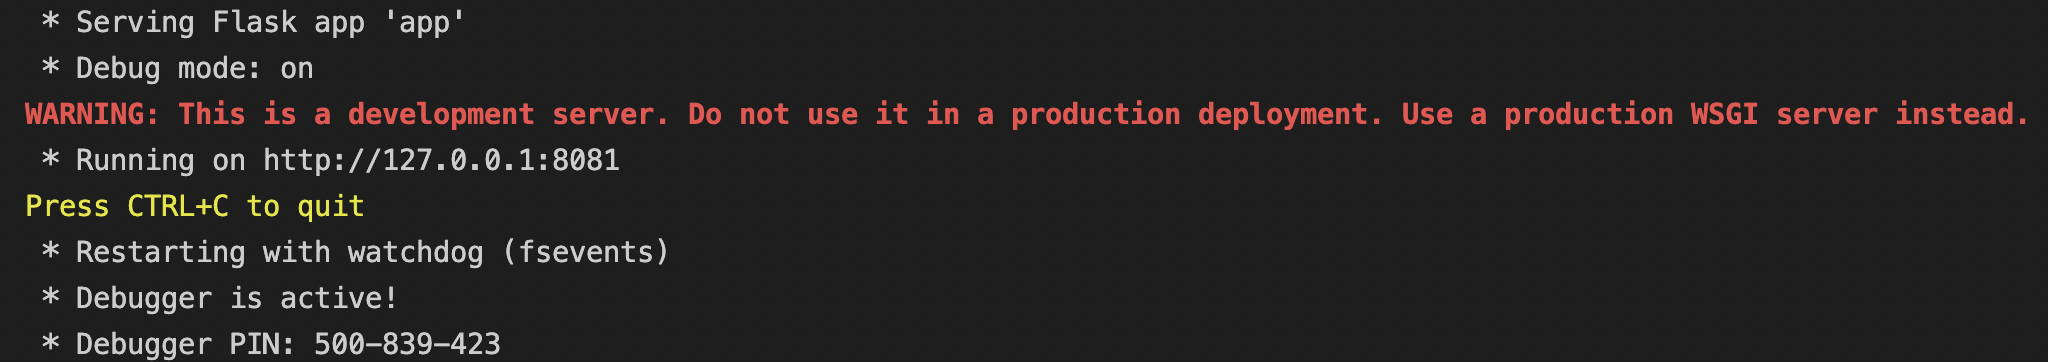 * Serving Flask app 'app'
 * Debug mode: on
WARNING: This is a development server. Do not use it in a production deployment. Use a production WSGI server instead.
 * Running on http://127.0.0.1:8081
Press CTRL+C to quit
 * Restarting with watchdog (fsevents)
 * Debugger is active!
 * Debugger PIN: 500-839-423